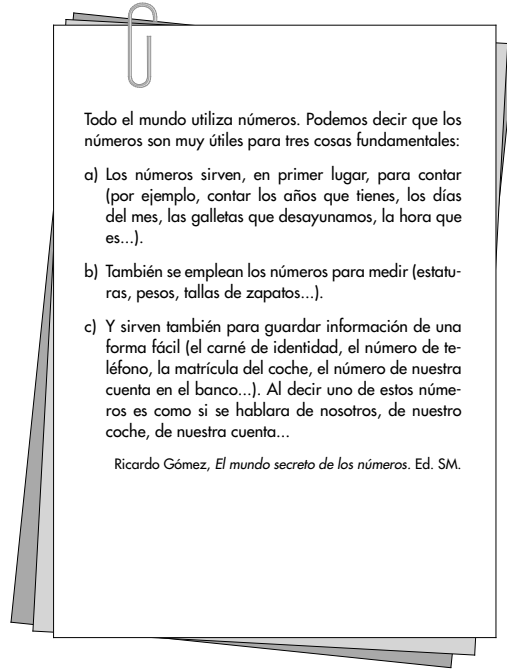 Todo el mundo utiliza números. Podemos decir que los
números son muy útiles para tres cosas fundamentales:
a) Los números sirven, en primer lugar, para contar
(por ejemplo, contar los años que tienes, los días
del mes, las galletas que desayunamos, la hora que
es...).
b) También se emplean los números para medir (estatu-
ras, pesos, tallas de zapatos...).
c) Y sirven también para guardar información de una
forma fácil (el carné de identidad, el número de te-
léfono, la matrícula del coche, el número de nuestra
cuenta en el banco...). Al decir uno de estos núme-
ros es como si se hablara de nosotros, de nuestro
coche, de nuestra cuenta...
Ricardo Gómez, El mundo secreto de los números. Ed. SM.